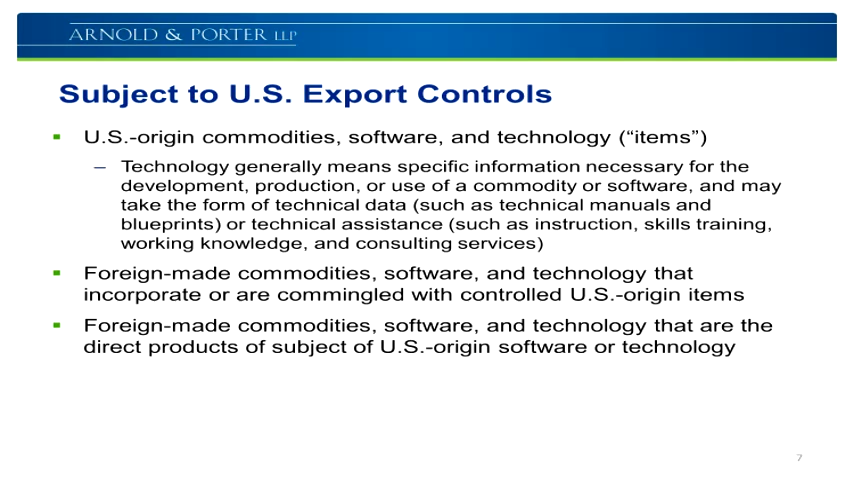 ARNOLD & PORTER LLP
Subject to U.S. Export Controls
▪ U.S.-origin commodities, software, and technology (“items”)
– Technology generally means specific information necessary for the
development, production, or use of a commodity or software, and may
take the form of technical data (such as technical manuals and
blueprints) or technical assistance (such as instruction, skills training,
working knowledge, and consulting services)
▪ Foreign-made commodities, software, and technology that
incorporate or are commingled with controlled U.S.-origin items
▪ Foreign-made commodities, software, and technology that are the
direct products of subject of U.S.-origin software or technology
7